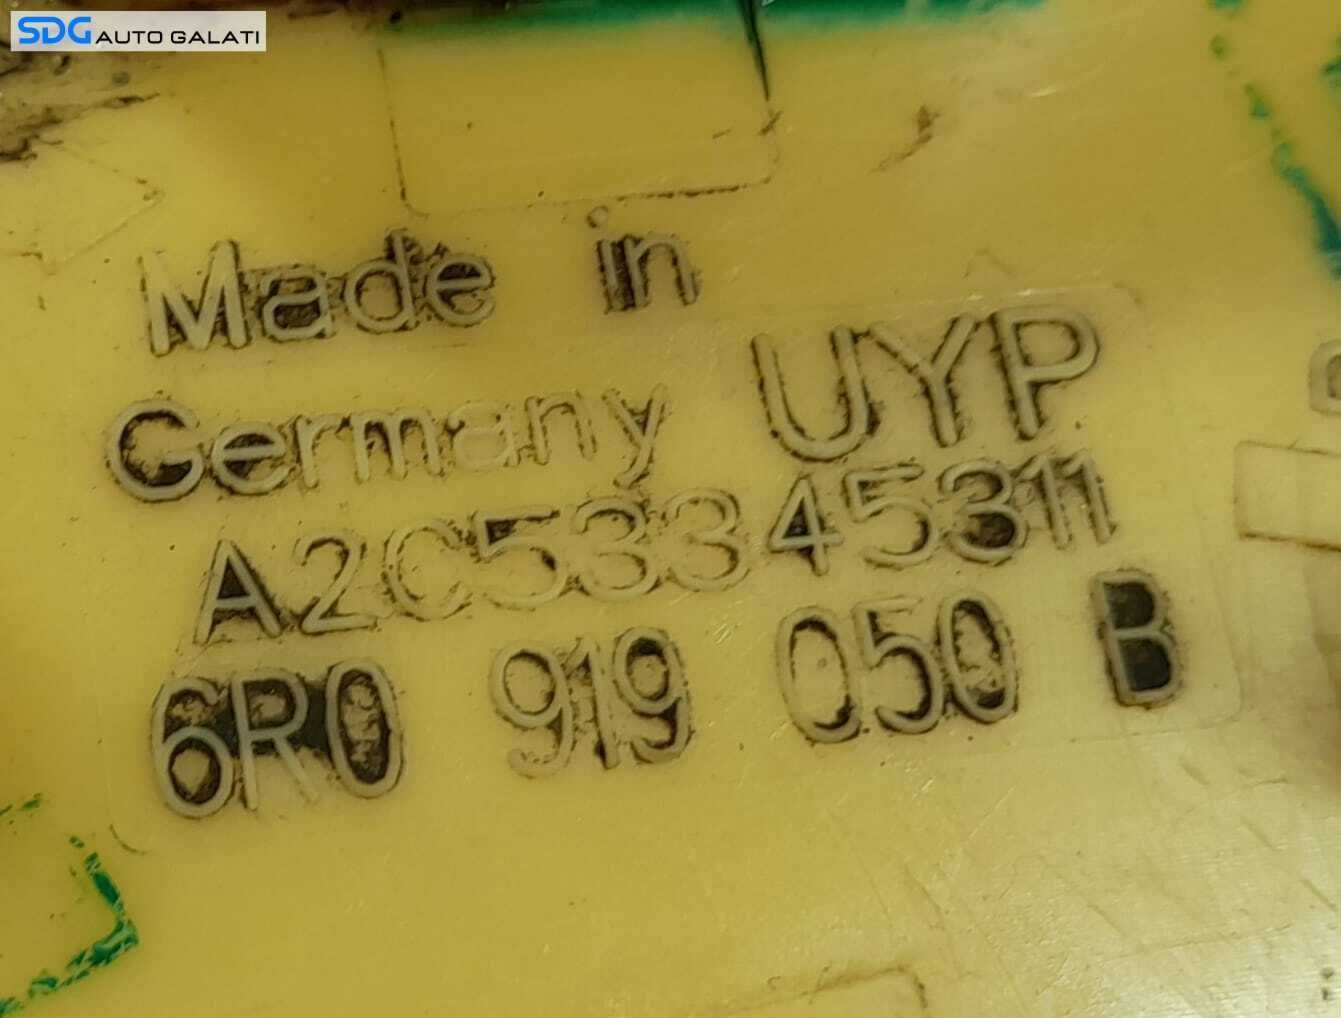 SDG AUTO GALATI
Made in
Germany UYP
A2C53345311
6R0 919 050 B